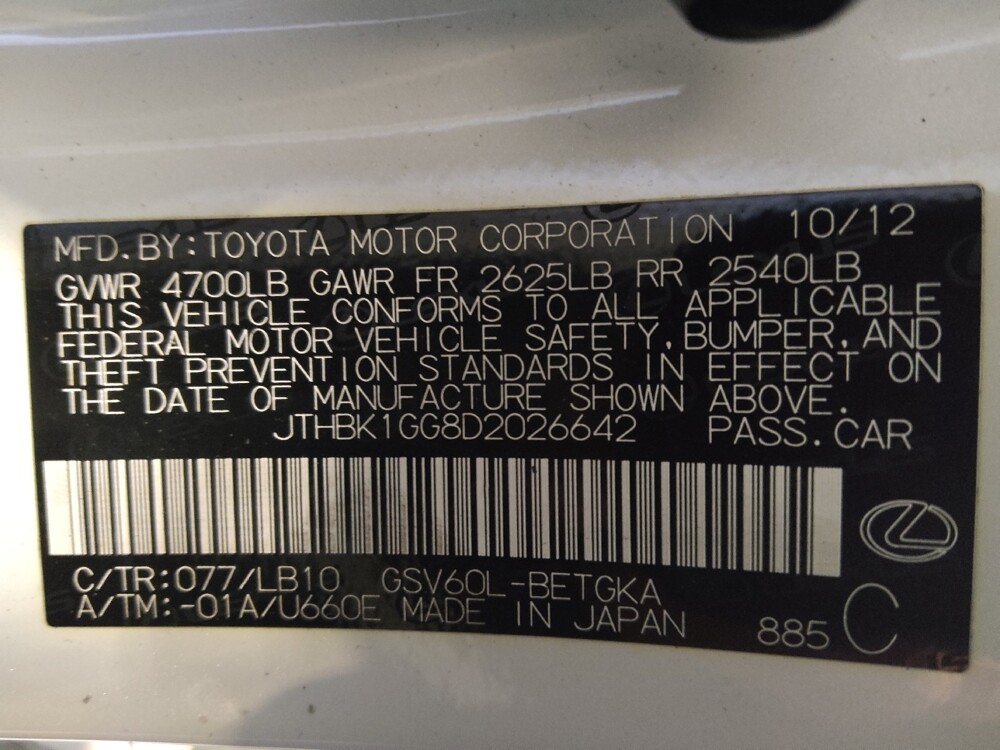 MFD. BY: TOYOTA MOTOR CORPORATION 10/12
GVWR 4700LB GAWR FR 2625LB RR 2540LB
THIS VEHICLE CONFORMS TO ALL APPLICABLE
FEDERAL MOTOR VEHICLE SAFETY, BUMPER, AND
THEFT PREVENTION STANDARDS IN EFFECT ON
THE DATE OF MANUFACTURE SHOWN ABOVE.
JTHBK1GG8D2026642 PASS. CAR
C/TR: 077/LB10 GSV60L-BETGKA
A/TM: -01A/U660E MADE IN JAPAN 885 C